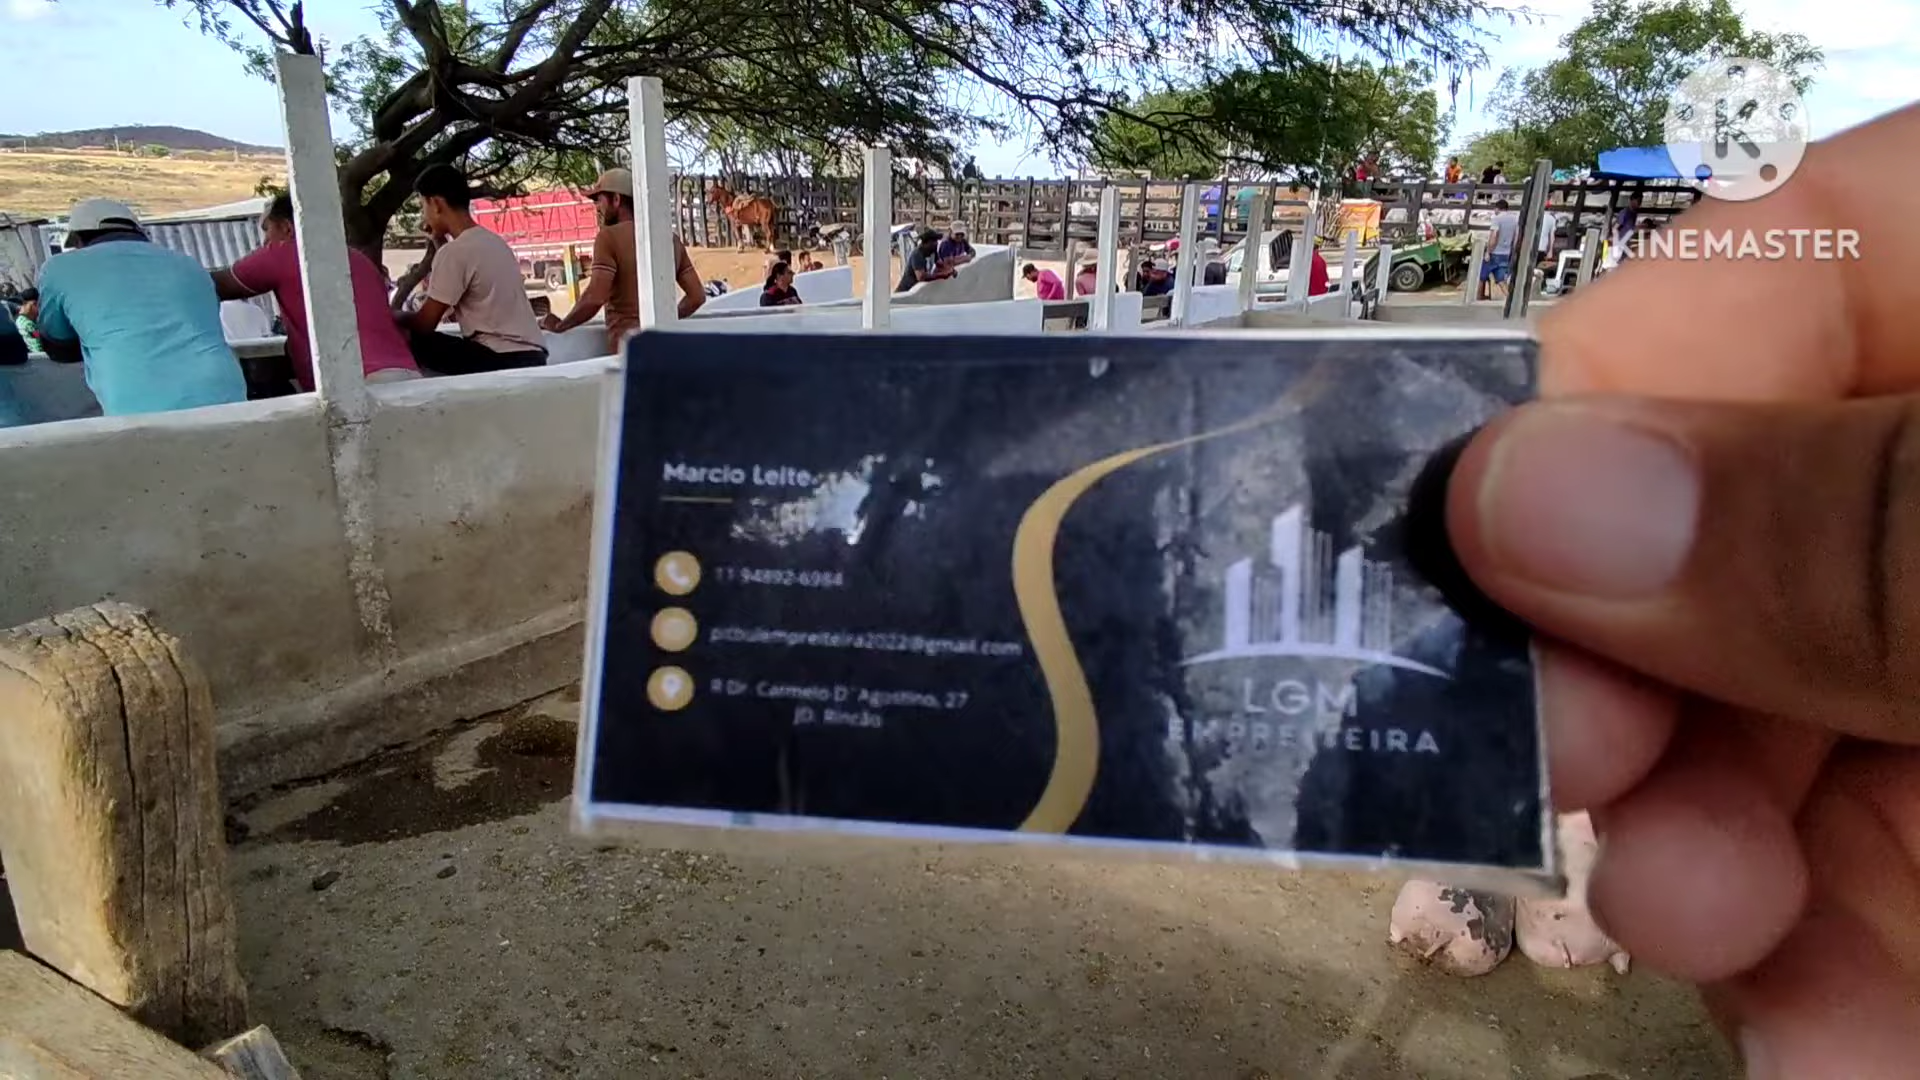 KINEMASTER
Marcio Leite
11 94892-6984
pitbulempreiteira2022@gmail.com
R Dr. Carmelo D´Agostino, 27
JD. Rincão
LGM
EMPREITEIRA